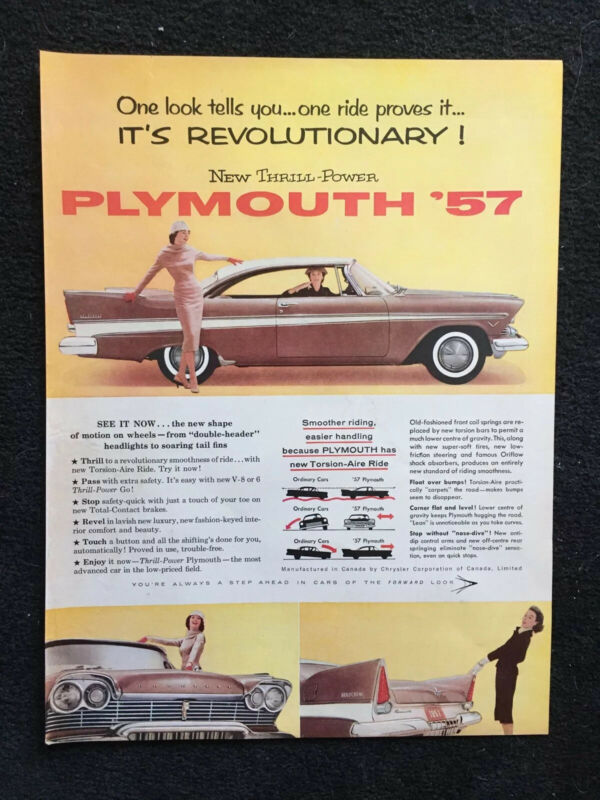 One look tells you...one ride proves it...
IT'S REVOLUTIONARY!
NEW THRILL-POWER
PLYMOUTH '57
SEE IT NOW...the new shape
of motion on wheels—from "double-header"
headlights to soaring tail fins
★ Thrill to a revolutionary smoothness of ride...with
new Torsion-Aire Ride. Try it now!
★ Pass with extra safety. It's easy with new V-8 or 6
Thrill-Power Go!
★ Stop safety-quick with just a touch of your toe on
new Total-Contact brakes.
★ Revel in lavish new luxury, new fashion-keyed inte-
rior comfort and beauty.
★ Touch a button and all the shifting's done for you,
automatically! Proved in use, trouble-free.
★ Enjoy it now—Thrill-Power Plymouth—the most
advanced car in the low-priced field.
Smoother riding,
easier handling
because PLYMOUTH has
new Torsion-Aire Ride
Ordinary Cars '57 Plymouth
Ordinary Cars '57 Plymouth
Ordinary Cars '57 Plymouth
Old-fashioned front coil springs are re-
placed by new torsion bars to permit a
much lower centre of gravity. This, along
with new super-soft tires, new low-
friction steering and famous Oriflow
shock absorbers, produces an entirely
new standard of riding smoothness.
Float over bumps! Torsion-Aire practi-
cally "carpets" the road—makes bumps
seem to disappear.
Corner flat and level! Lower centre of
gravity keeps Plymouth hugging the road.
"Lean" is unnoticeable as you take curves.
Stop without "nose-dive"! New anti-
dip control arms and new off-centre rear
springing eliminate "nose-dive" sensa-
tion, even on quick stops.
Manufactured in Canada by Chrysler Corporation of Canada, Limited
YOU'RE ALWAYS A STEP AHEAD IN CARS OF THE FORWARD LOOK
PLYMOUTH
BELVEDERE